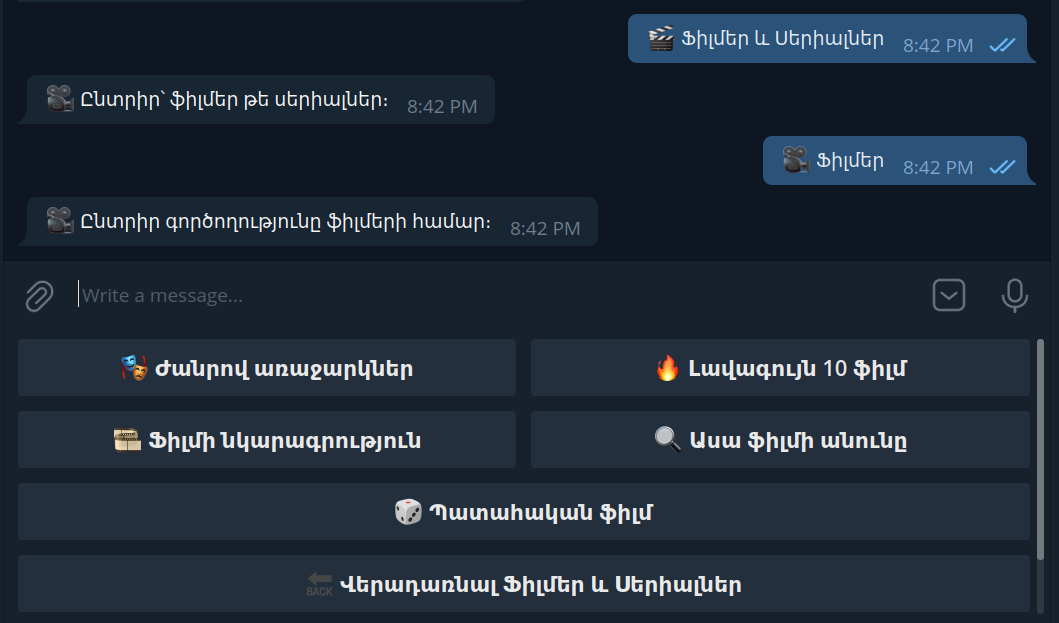 🎬 Ֆիլմեր և Սերիալներ 8:42 PM
🎥 Ընտրիր՝ ֆիլմեր թե սերիալներ։ 8:42 PM
🎥 Ֆիլմեր 8:42 PM
🎥 Ընտրիր գործողությունը ֆիլմերի համար։ 8:42 PM
Write a message...
🎭 Ժանրով առաջարկներ
🔥 Լավագույն 10 ֆիլմ
🎞 Ֆիլմի նկարագրություն
🔍 Ասա ֆիլմի անունը
🎲 Պատահական ֆիլմ
🔙 Վերադառնալ Ֆիլմեր և Սերիալներ